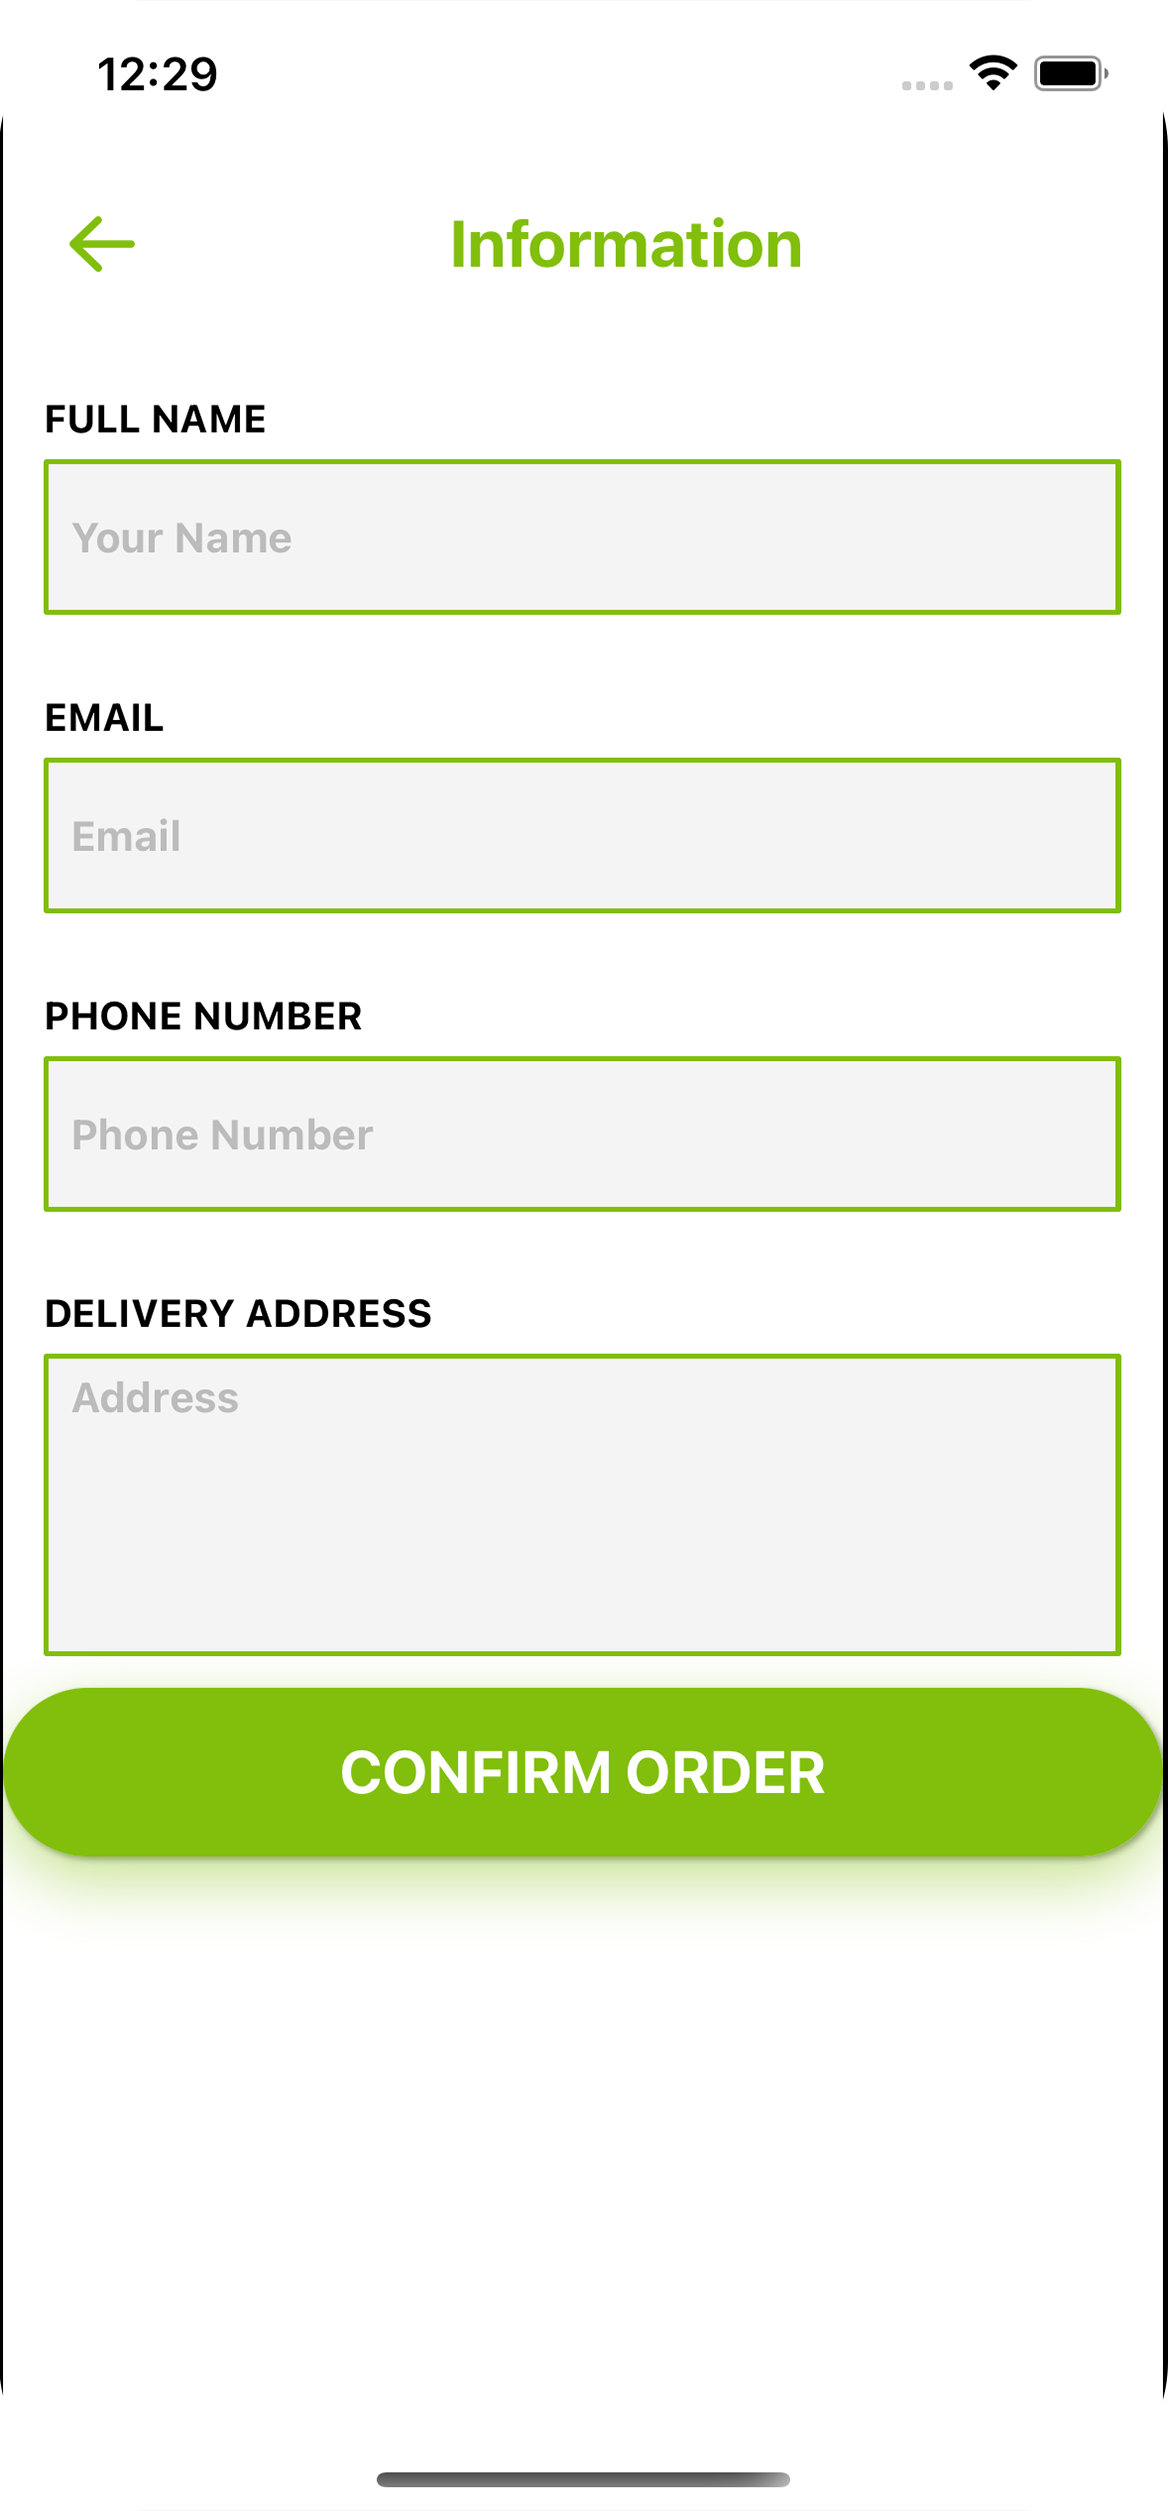 12:29
Information
FULL NAME
Your Name
EMAIL
Email
PHONE NUMBER
Phone Number
DELIVERY ADDRESS
Address
CONFIRM ORDER